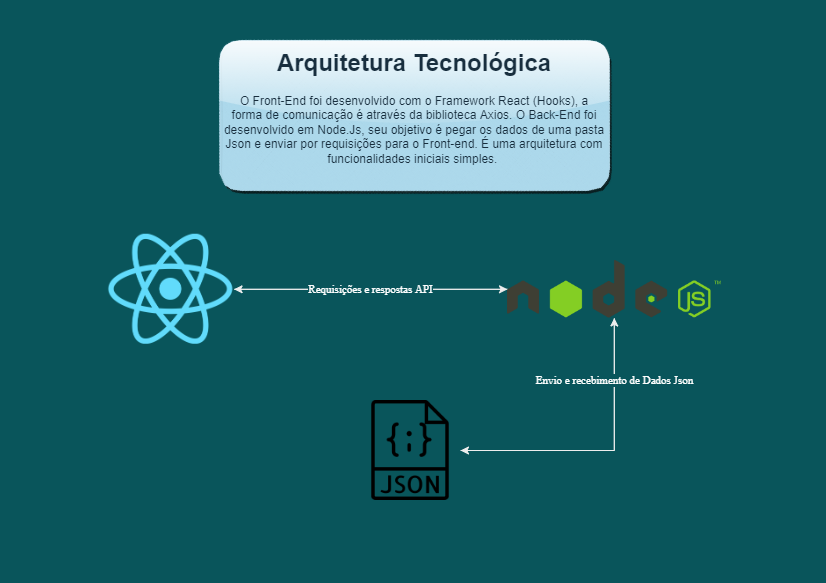 Arquitetura Tecnológica
O Front-End foi desenvolvido com o Framework React (Hooks), a
forma de comunicação é através da biblioteca Axios. O Back-End foi
desenvolvido em Node.Js, seu objetivo é pegar os dados de uma pasta
Json e enviar por requisições para o Front-end. É uma arquitetura com
funcionalidades iniciais simples.
Requisições e respostas API
node
JS
TM
Envio e recebimento de Dados Json
{;}
JSON